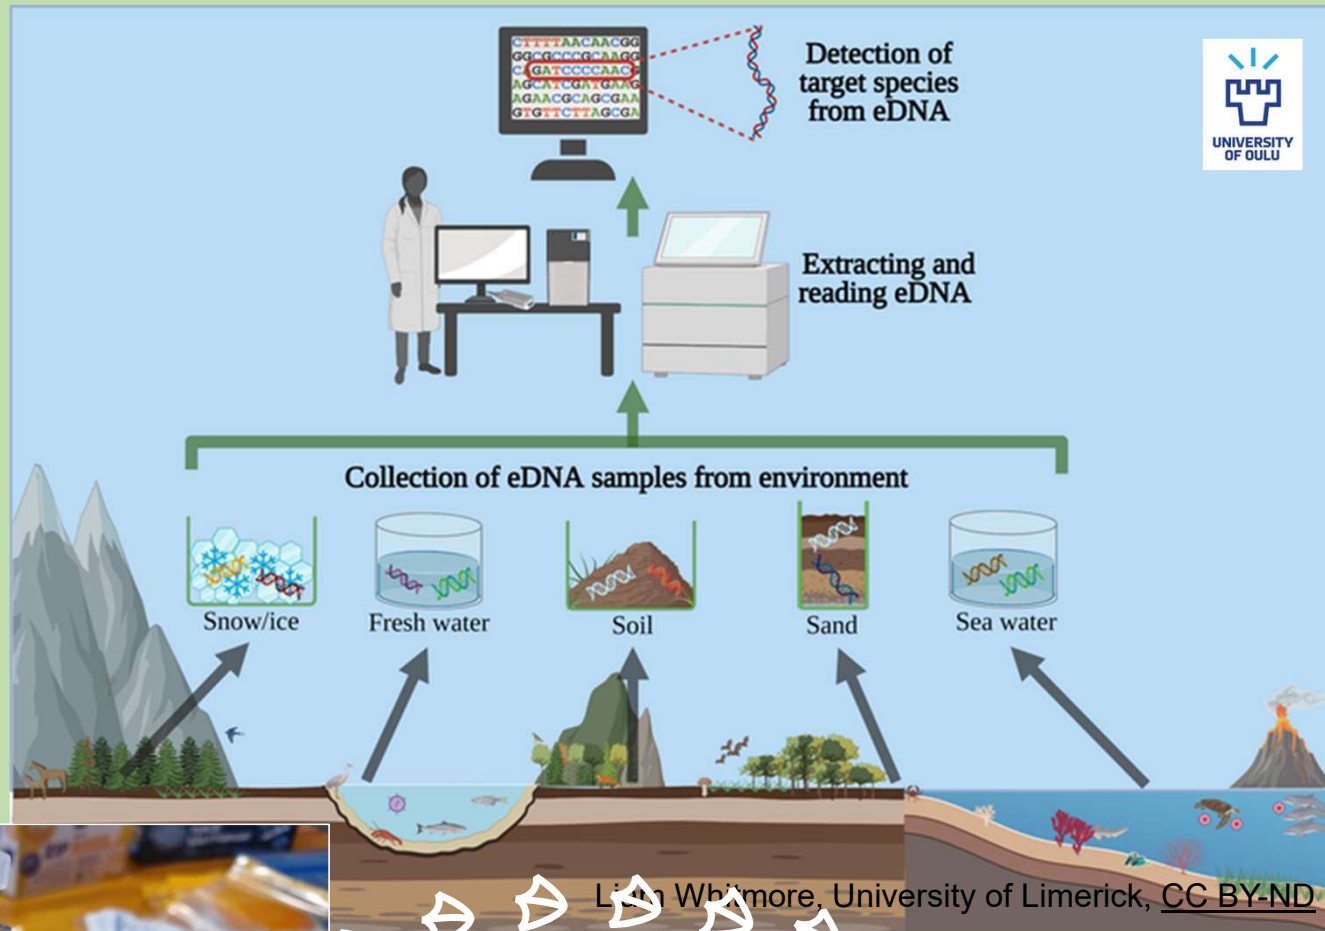 CTTTTAACAACGG
GGCGCCCGCAAGG
CAGATCCCCAACG
AGCATCGATGAAG
AGAACGCAGCGAA
GTGTTCTTAGCGA
Detection of
target species
from eDNA
UNIVERSITY
OF OULU
Extracting and
reading eDNA
Collection of eDNA samples from environment
Snow/ice
Fresh water
Soil
Sand
Sea water
Liam Whitmore, University of Limerick, CC BY-ND